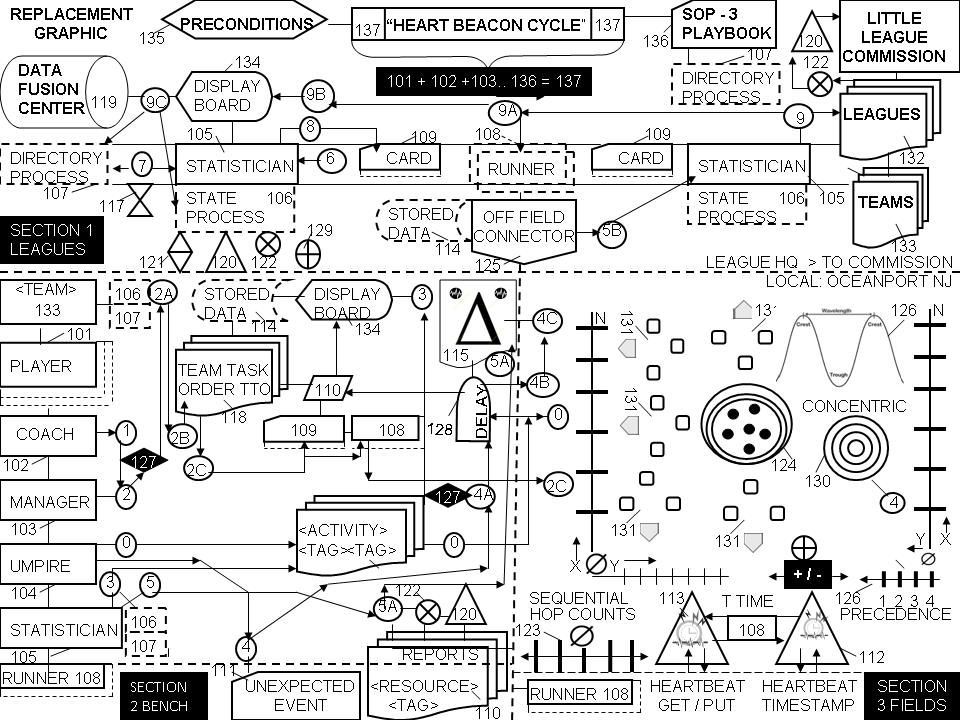 REPLACEMENT
GRAPHIC
PRECONDITIONS
135
137
"HEART BEACON CYCLE"
137
SOP - 3
PLAYBOOK
136
107
120
122
LITTLE
LEAGUE
COMMISSION
101 + 102 +103.. 136 = 137
DIRECTORY
PROCESS
DATA
FUSION
CENTER
119
9C
134
DISPLAY
BOARD
9B
9A
9
LEAGUES
132
105
8
109
108
109
DIRECTORY
PROCESS
107
7
STATISTICIAN
6
CARD
RUNNER
CARD
STATISTICIAN
117
STATE
PROCESS
106
129
STORED
DATA
114
OFF FIELD
CONNECTOR
5B
STATE
PROCESS
106
105
TEAMS
133
SECTION 1
LEAGUES
121
120
122
125
LEAGUE HQ > TO COMMISSION
LOCAL: OCEANPORT NJ
<TEAM>
133
106
107
2A
STORED
DATA
114
DISPLAY
BOARD
134
3
115
4C
5A
N
131
131
Wavelength
Crest
Crest
Trough
126
N
101
PLAYER
TEAM TASK
ORDER TTO
118
110
DELAY
128
4B
0
131
124
CONCENTRIC
130
COACH
102
1
127
2B
109
108
2C
2C
MANAGER
103
2
127
4A
4
0
<ACTIVITY>
<TAG><TAG>
0
131
131
UMPIRE
104
X
Y
+ / -
Y
X
3
5
122
5A
120
SEQUENTIAL
HOP COUNTS
123
113
T TIME
108
126
1 2 3 4
PRECEDENCE
STATISTICIAN
105
106
107
4
REPORTS
112
RUNNER 108
SECTION
2 BENCH
111
UNEXPECTED
EVENT
<RESOURCE>
<TAG>
110
RUNNER 108
HEARTBEAT
GET / PUT
HEARTBEAT
TIMESTAMP
SECTION
3 FIELDS